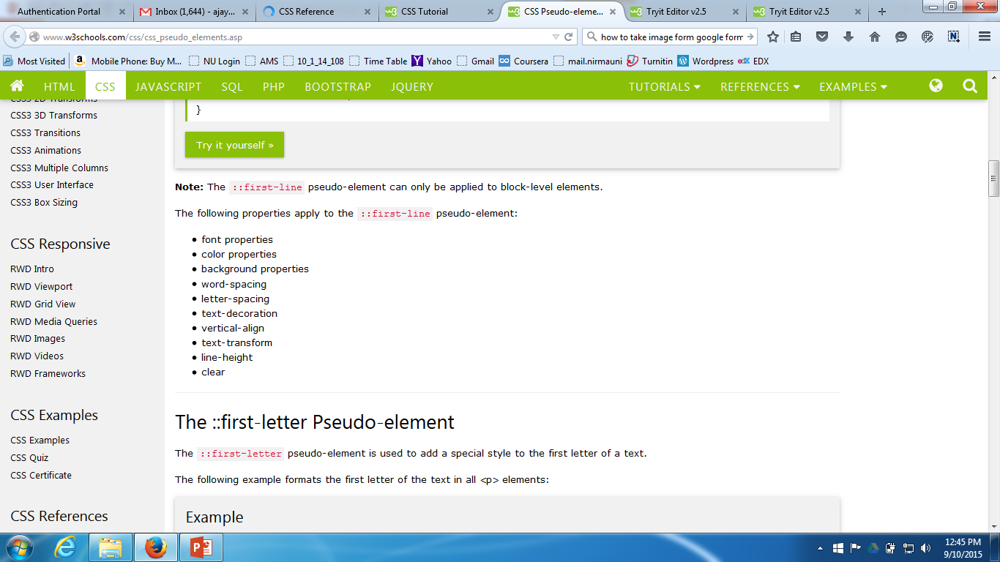 Authentication Portal
Inbox (1,644) - ajay...
CSS Reference
CSS Tutorial
CSS Pseudo-eleme...
Tryit Editor v2.5
Tryit Editor v2.5
www.w3schools.com/css/css_pseudo_elements.asp
how to take image form google form
Most Visited
Mobile Phone: Buy M...
NU Login
AMS
10_1_14_108
Time Table
Yahoo
Gmail
Coursera
mail.nirmauni
Turnitin
Wordpress
EDX
HTML CSS JAVASCRIPT SQL PHP BOOTSTRAP JQUERY TUTORIALS REFERENCES EXAMPLES
CSS3 2D Transforms
CSS3 3D Transforms
CSS3 Transitions
CSS3 Animations
CSS3 Multiple Columns
CSS3 User Interface
CSS3 Box Sizing
CSS Responsive
RWD Intro
RWD Viewport
RWD Grid View
RWD Media Queries
RWD Images
RWD Videos
RWD Frameworks
CSS Examples
CSS Examples
CSS Quiz
CSS Certificate
CSS References
}
Try it yourself »
Note: The ::first-line pseudo-element can only be applied to block-level elements.
The following properties apply to the ::first-line pseudo-element:
• font properties
• color properties
• background properties
• word-spacing
• letter-spacing
• text-decoration
• vertical-align
• text-transform
• line-height
• clear
The ::first-letter Pseudo-element
The ::first-letter pseudo-element is used to add a special style to the first letter of a text.
The following example formats the first letter of the text in all <p> elements:
Example
12:45 PM
9/10/2015